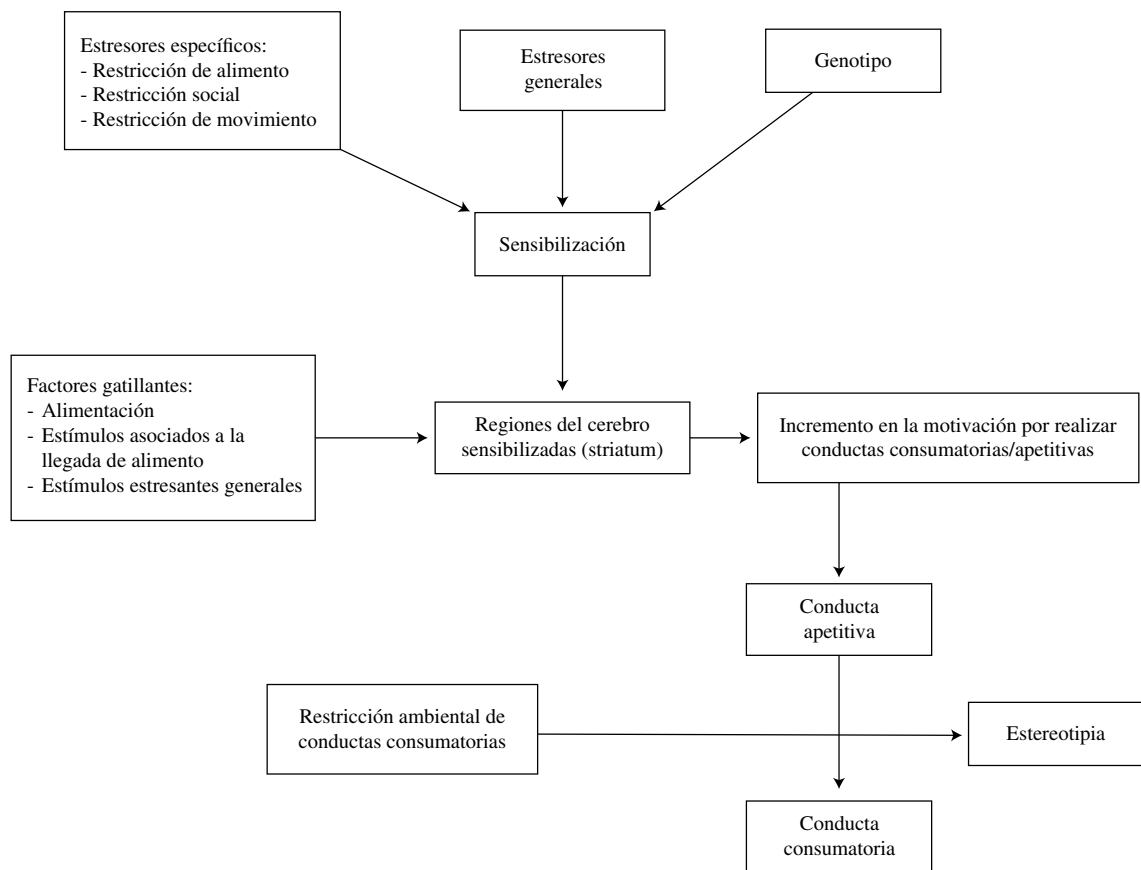 Estresores específicos:
- Restricción de alimento
- Restricción social
- Restricción de movimiento
Estresores
generales
Genotipo
Sensibilización
Factores gatillantes:
- Alimentación
- Estímulos asociados a la
llegada de alimento
- Estímulos estresantes generales
Regiones del cerebro
sensibilizadas (striatum)
Incremento en la motivación por realizar
conductas consumatorias/apetitivas
Conducta
apetitiva
Restricción ambiental de
conductas consumatorias
Estereotipia
Conducta
consumatoria